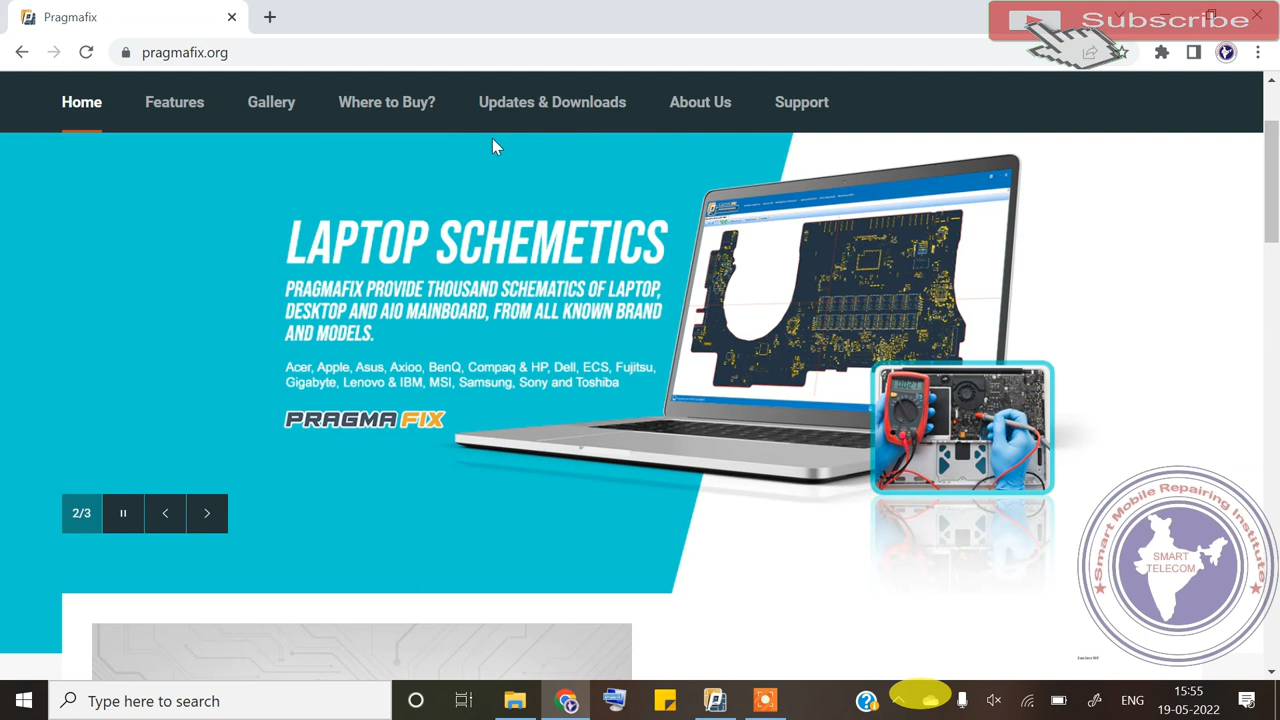 Pragmafix
Subscribe
pragmafix.org
Home Features Gallery Where to Buy? Updates & Downloads About Us Support
LAPTOP SCHEMETICS
PRAGMAFIX PROVIDE THOUSAND SCHEMATICS OF LAPTOP,
DESKTOP AND AIO MAINBOARD, FROM ALL KNOWN BRAND
AND MODELS.
Acer, Apple, Asus, Axioo, BenQ, Compaq & HP, Dell, ECS, Fujitsu,
Gigabyte, Lenovo & IBM, MSI, Samsung, Sony and Toshiba
PRAGMA FIX
2/3
Smart Mobile Repairing Institute
SMART
TELECOM
Type here to search
ENG
15:55
19-05-2022